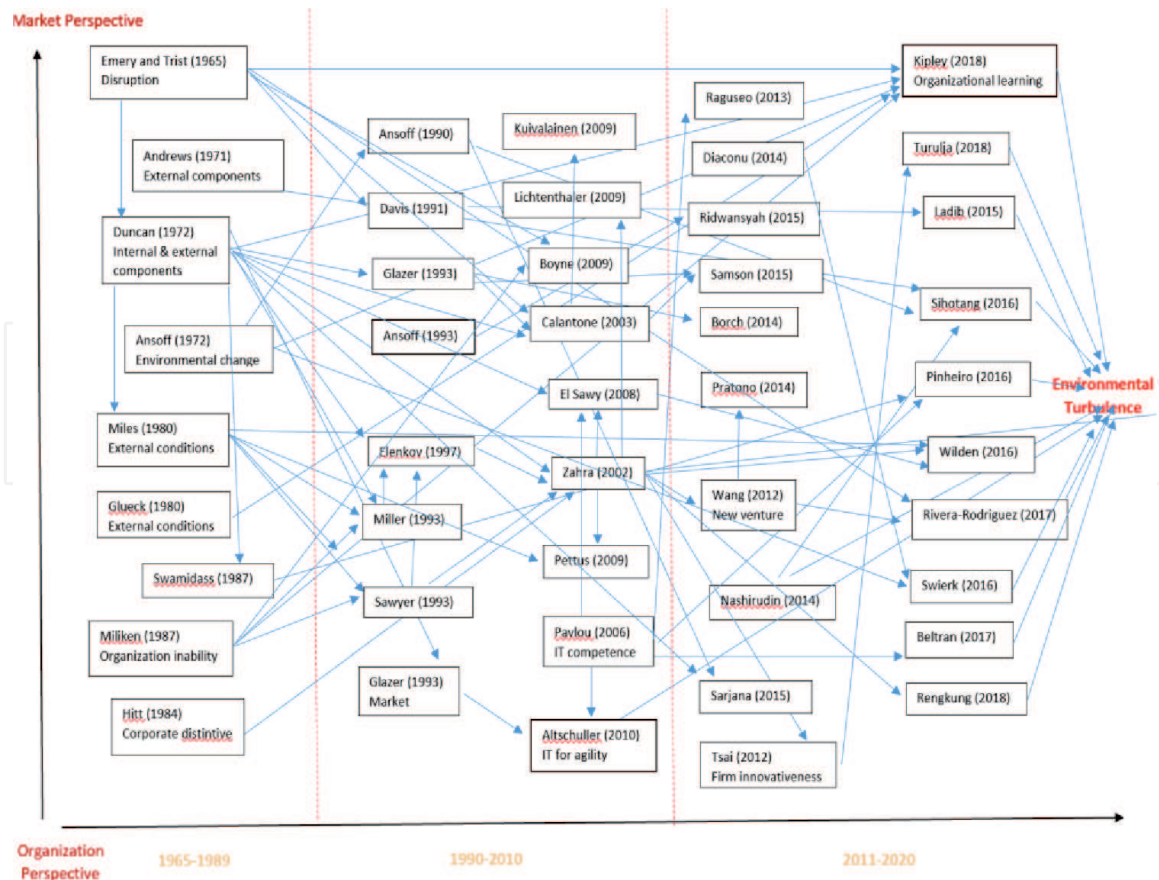 Market Perspective
Emery and Trist (1965)
Disruption
Andrews (1971)
External components
Duncan (1972)
Internal & external
components
Ansoff (1972)
Environmental change
Miles (1980)
External conditions
Glueck (1980)
External conditions
Swamidass (1987)
Miliken (1987)
Organization inability
Hitt (1984)
Corporate distintive
Ansoff (1990)
Davis (1991)
Glazer (1993)
Ansoff (1993)
Elenkov (1997)
Miller (1993)
Sawyer (1993)
Glazer (1993)
Market
Kuivalainen (2009)
Lichtenthaler (2009)
Boyne (2009)
Calantone (2003)
El Sawy (2008)
Zahra (2002)
Pettus (2009)
Pavlou (2006)
IT competence
Altschuller (2010)
IT for agility
Raguseo (2013)
Diaconu (2014)
Ridwansyah (2015)
Samson (2015)
Borch (2014)
Pratono (2014)
Wang (2012)
New venture
Nashirudin (2014)
Sarjana (2015)
Tsai (2012)
Firm innovativeness
Kipley (2018)
Organizational learning
Turulja (2018)
Ladib (2015)
Sihotang (2016)
Pinheiro (2016)
Wilden (2016)
Rivera-Rodriguez (2017)
Swierk (2016)
Beltran (2017)
Rengkung (2018)
Environmental
Turbulence
Organization
Perspective
1965-1989
1990-2010
2011-2020